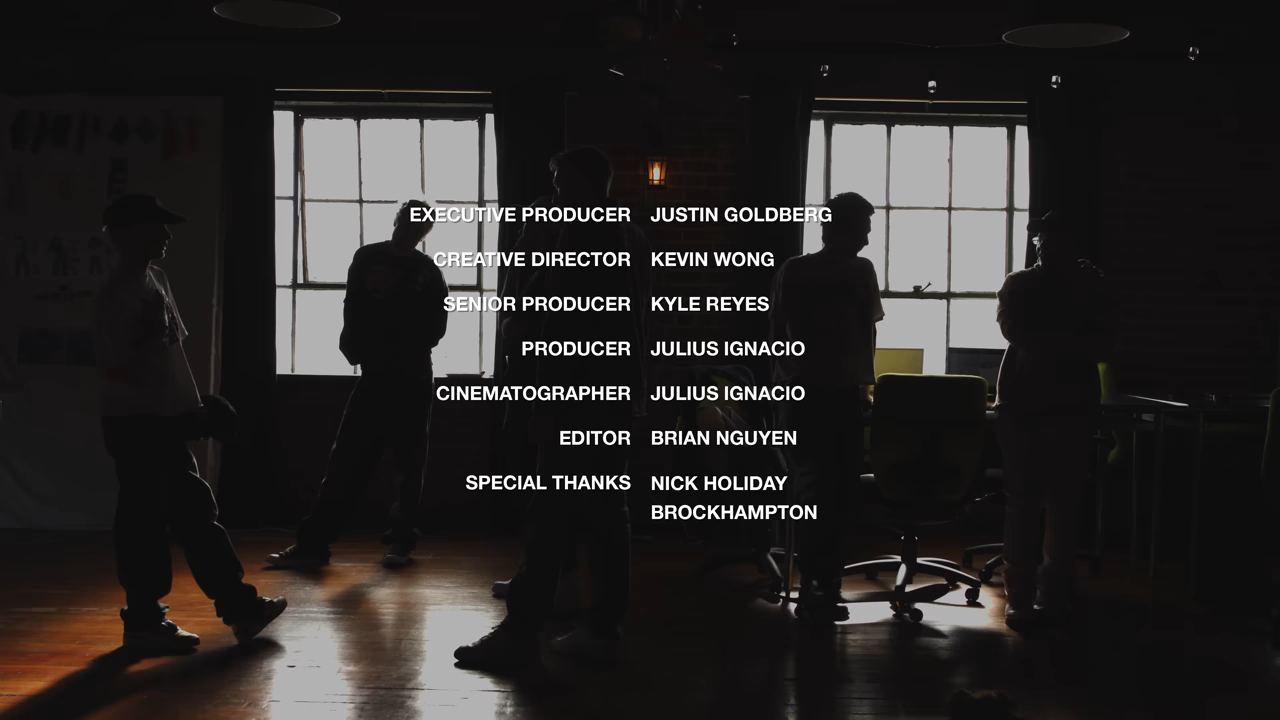 EXECUTIVE PRODUCER JUSTIN GOLDBERG
CREATIVE DIRECTOR KEVIN WONG
SENIOR PRODUCER KYLE REYES
PRODUCER JULIUS IGNACIO
CINEMATOGRAPHER JULIUS IGNACIO
EDITOR BRIAN NGUYEN
SPECIAL THANKS NICK HOLIDAY
BROCKHAMPTON